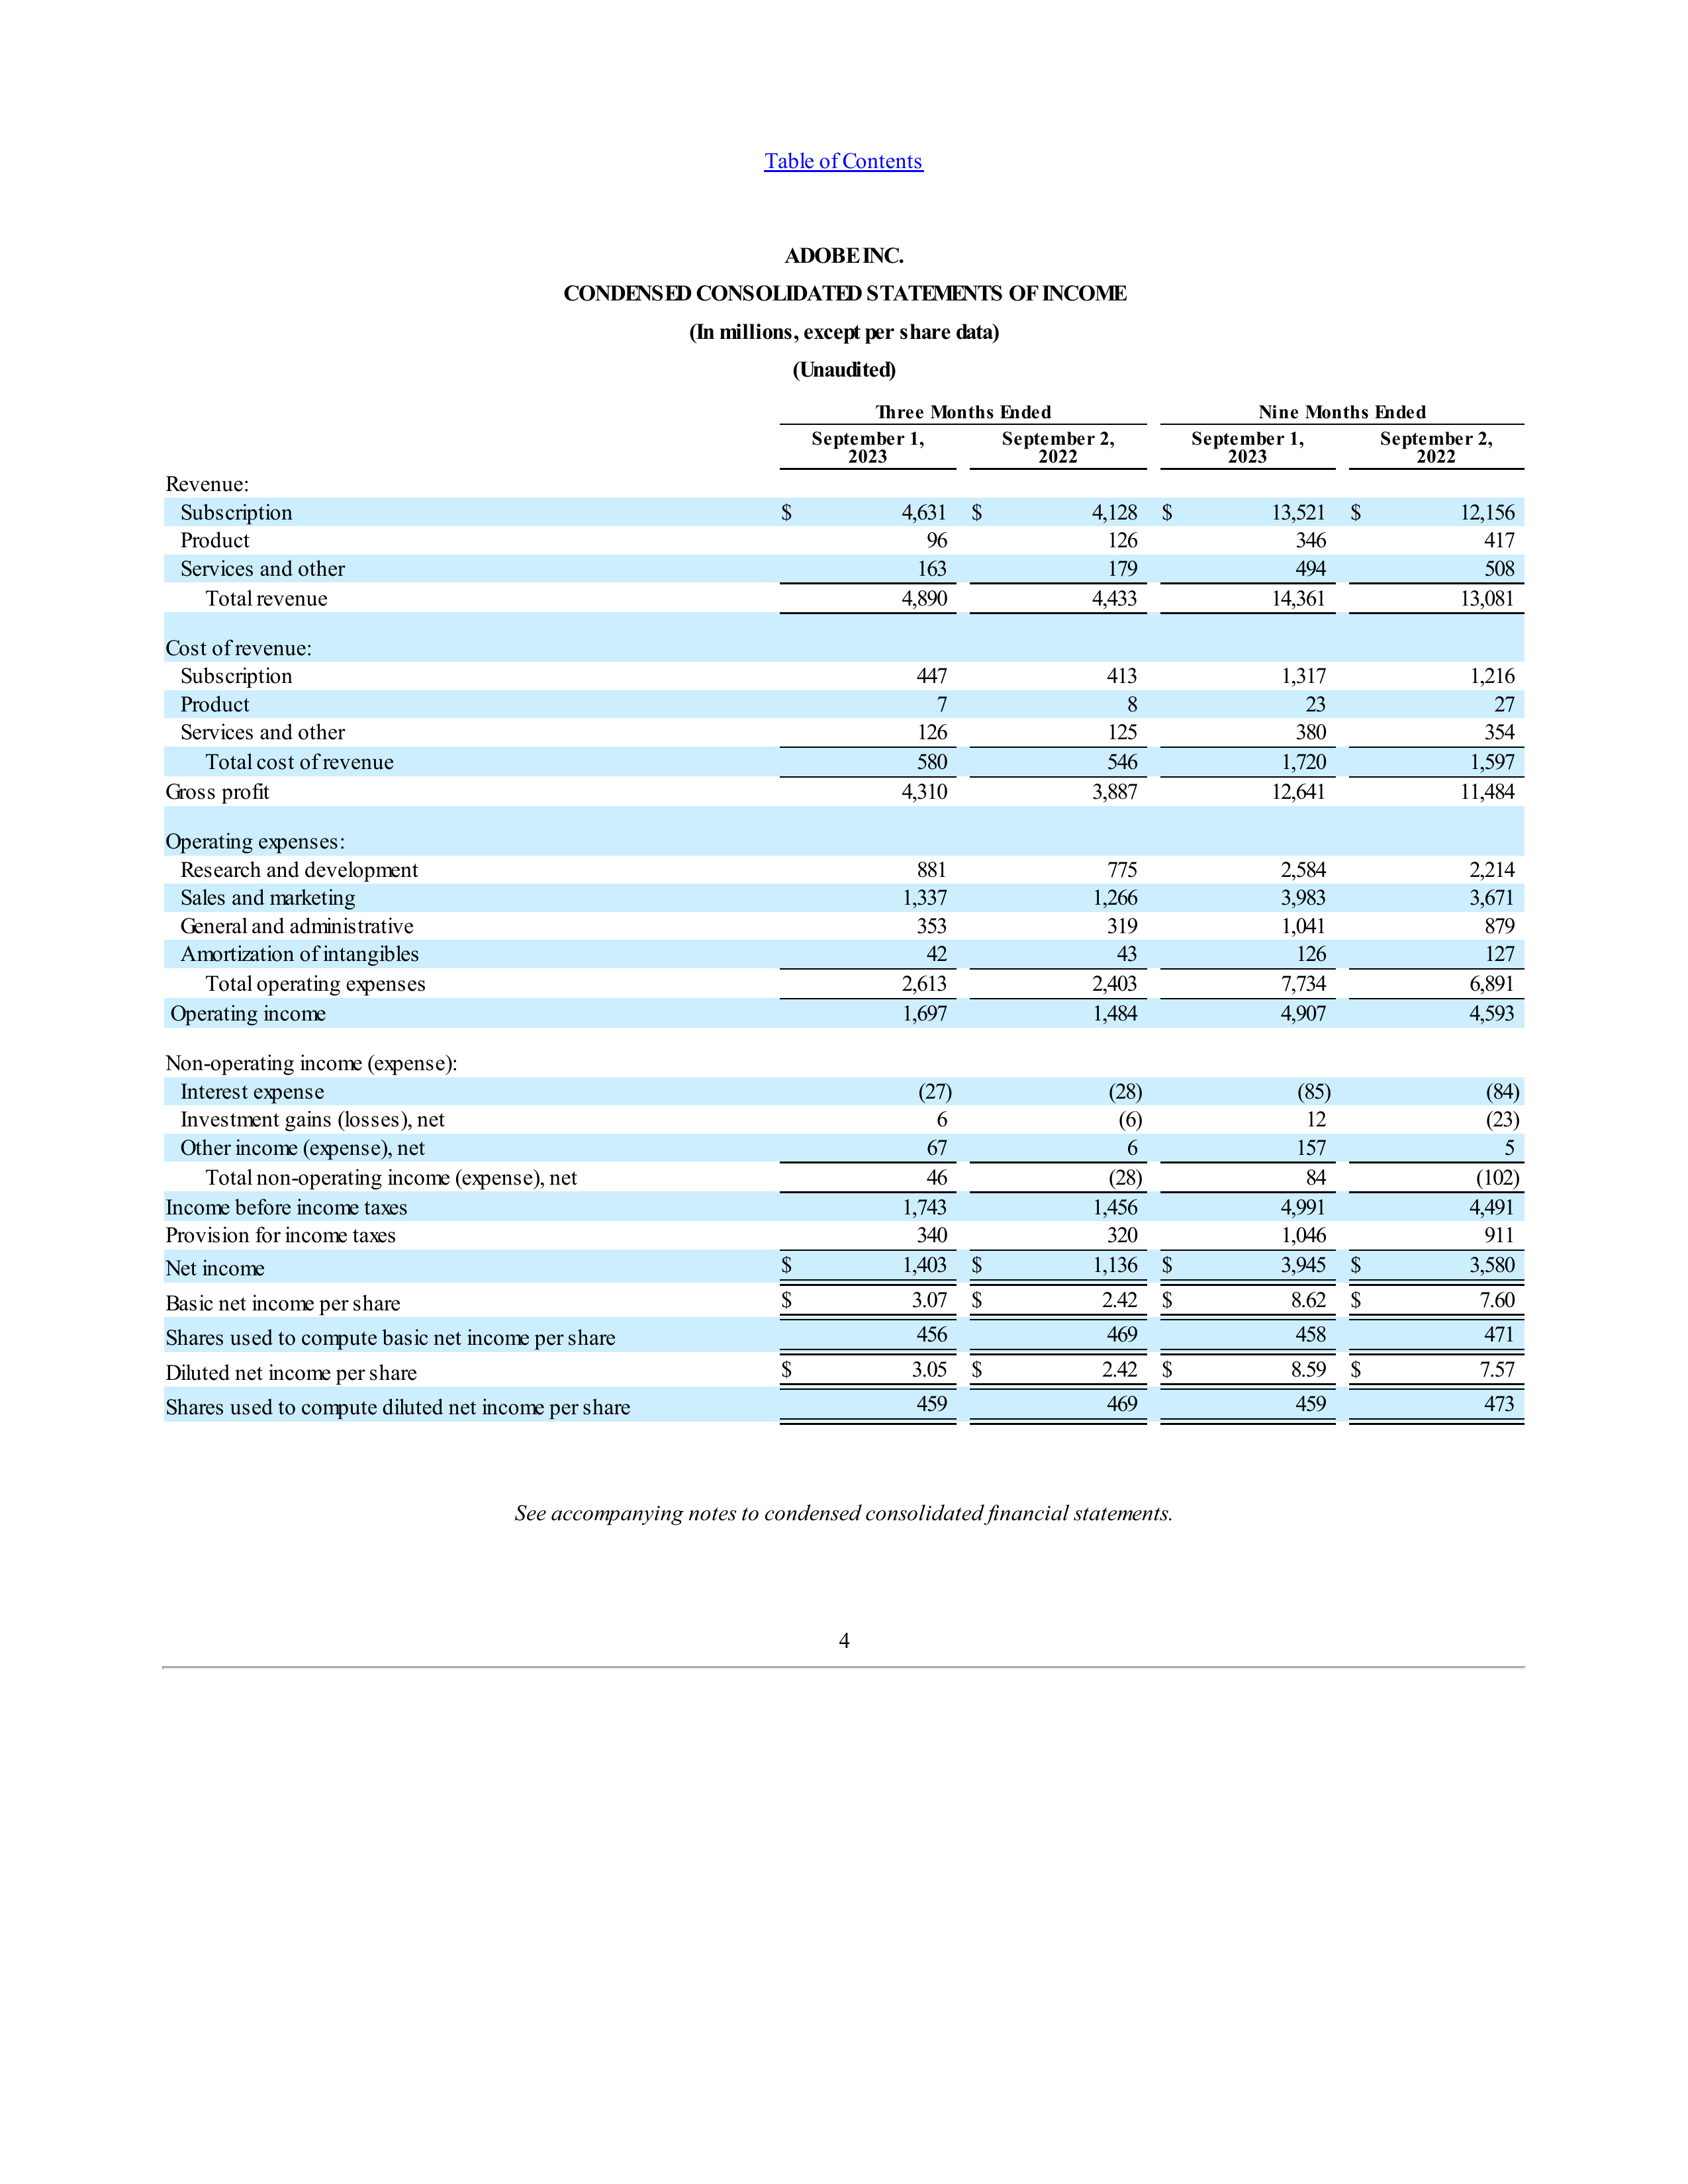 Table of Contents
ADOBE INC.
CONDENSED CONSOLIDATED STATEMENTS OF INCOME
(In millions, except per share data)
(Unaudited)
Three Months Ended Nine Months Ended
September 1, September 2, September 1, September 2,
2023 2022 2023 2022
Revenue:
Subscription $ 4,631 $ 4,128 $ 13,521 $ 12,156
Product 96 126 346 417
Services and other 163 179 494 508
Total revenue 4,890 4,433 14,361 13,081
Cost of revenue:
Subscription 447 413 1,317 1,216
Product 7 8 23 27
Services and other 126 125 380 354
Total cost of revenue 580 546 1,720 1,597
Gross profit 4,310 3,887 12,641 11,484
Operating expenses:
Research and development 881 775 2,584 2,214
Sales and marketing 1,337 1,266 3,983 3,671
General and administrative 353 319 1,041 879
Amortization of intangibles 42 43 126 127
Total operating expenses 2,613 2,403 7,734 6,891
Operating income 1,697 1,484 4,907 4,593
Non-operating income (expense):
Interest expense (27) (28) (85) (84)
Investment gains (losses), net 6 (6) 12 (23)
Other income (expense), net 67 6 157 5
Total non-operating income (expense), net 46 (28) 84 (102)
Income before income taxes 1,743 1,456 4,991 4,491
Provision for income taxes 340 320 1,046 911
Net income $ 1,403 $ 1,136 $ 3,945 $ 3,580
Basic net income per share $ 3.07 $ 2.42 $ 8.62 $ 7.60
Shares used to compute basic net income per share 456 469 458 471
Diluted net income per share $ 3.05 $ 2.42 $ 8.59 $ 7.57
Shares used to compute diluted net income per share 459 469 459 473
See accompanying notes to condensed consolidated financial statements.
4